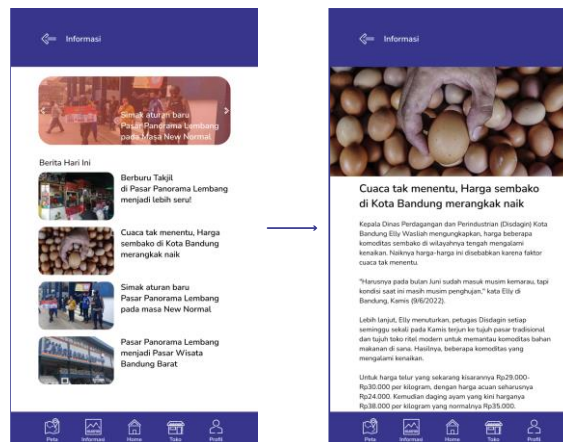 Informasi
Simak aturan baru
Pasar Panorama Lembang
pada Masa New Normal
Berita Hari Ini
Berburu Takjil
di Pasar Panorama Lembang
menjadi lebih seru!
Cuaca tak menentu, Harga
sembako di Kota Bandung
merangkak naik
Simak aturan baru
Pasar Panorama Lembang
pada masa New Normal
Pasar Panorama Lembang
menjadi Pasar Wisata
Bandung Barat
Peta
Informasi
Home
Toko
Profil
Informasi
Cuaca tak menentu, Harga sembako
di Kota Bandung merangkak naik
Kepala Dinas Perdagangan dan Perindustrian (Disdagin) Kota
Bandung Elly Wasliah mengungkapkan, harga beberapa
komoditas sembako di wilayahnya tengah mengalami
kenaikan. Naiknya harga-harga ini disebabkan karena faktor
cuaca tak menentu.
"Harusnya pada bulan Juni sudah masuk musim kemarau, tapi
kondisi saat ini masih musim penghujan," kata Elly di
Bandung, Kamis (9/6/2022).
Lebih lanjut, Elly menuturkan, petugas Disdagin setiap
seminggu sekali pada Kamis terjun ke tujuh pasar tradisional
dan tujuh toko ritel modern untuk memantau komoditas bahan
makanan di sana. Hasilnya, beberapa komoditas yang
mengalami kenaikan.
Untuk harga telur yang sekarang kisarannya Rp29.000-
Rp30.000 per kilogram, dengan harga acuan seharusnya
Rp24.000. Kemudian daging ayam yang kini harganya
Rp38.000 per kilogram yang normalnya Rp35.000.
Peta
Informasi
Home
Toko
Profil